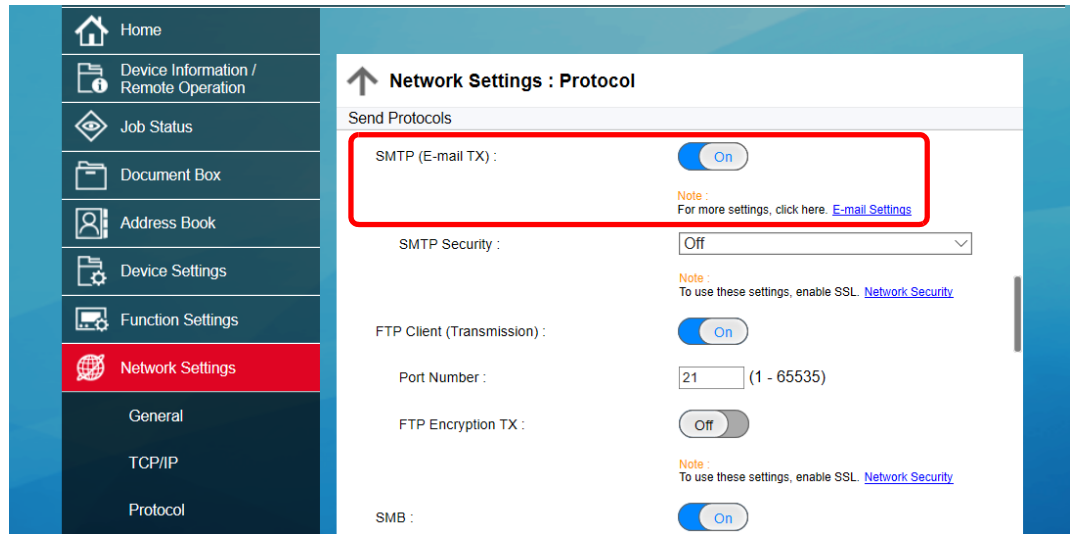 Home
Device Information /
Remote Operation
Job Status
Document Box
Address Book
Device Settings
Function Settings
Network Settings
General
TCP/IP
Protocol
Network Settings : Protocol
Send Protocols
SMTP (E-mail TX) :
On
Note :
For more settings, click here. E-mail Settings
SMTP Security :
Off
Note :
To use these settings, enable SSL. Network Security
FTP Client (Transmission) :
On
Port Number :
21 (1 - 65535)
FTP Encryption TX :
Off
Note :
To use these settings, enable SSL. Network Security
SMB :
On